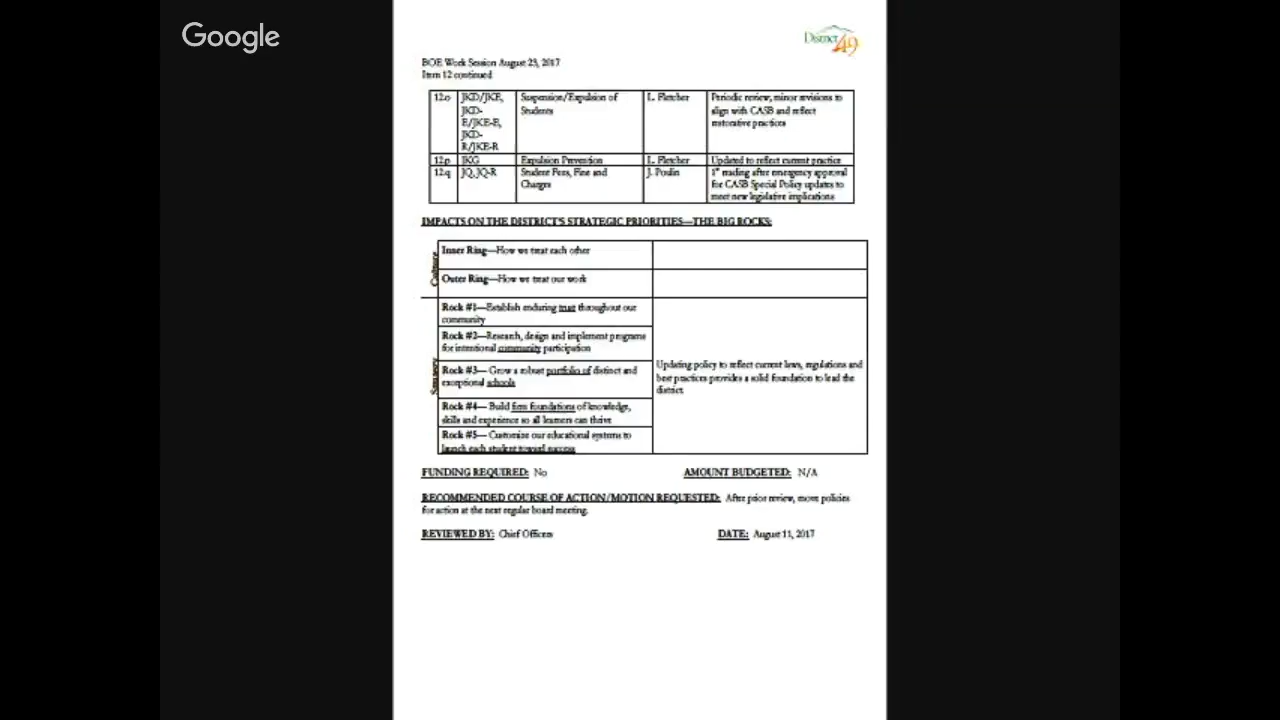 Google
District 49
BOE Work Session August 23, 2017
Item 12 continued
12.o JKD/JKE, Suspension/Expulsion of L. Fletcher Periodic review, minor revisions to
JKD- Students align with CASB and reflect
E/JKE-E, restorative practices
JKD-
R/JKE-R
12.p JKG Expulsion Prevention L. Fletcher Updated to reflect current practice
12.q JQ, JQ-R Student Fees, Fine and J. Poulin 1st reading after emergency approval
Charges for CASB Special Policy updates to
meet new legislative implications
IMPACTS ON THE DISTRICT'S STRATEGIC PRIORITIES—THE BIG ROCKS:
Culture
Inner Ring—How we treat each other
Outer Ring—How we treat our work
Strategy
Rock #1—Establish enduring trust throughout our
community
Rock #2—Research, design and implement programs
for intentional community participation
Rock #3— Grow a robust portfolio of distinct and
exceptional schools
Rock #4— Build firm foundations of knowledge,
skills and experience so all learners can thrive
Rock #5— Customize our educational systems to
launch each student toward success
Updating policy to reflect current laws, regulations and
best practices provides a solid foundation to lead the
district.
FUNDING REQUIRED: No AMOUNT BUDGETED: N/A
RECOMMENDED COURSE OF ACTION/MOTION REQUESTED: After prior review, move policies
for action at the next regular board meeting.
REVIEWED BY: Chief Officers DATE: August 11, 2017